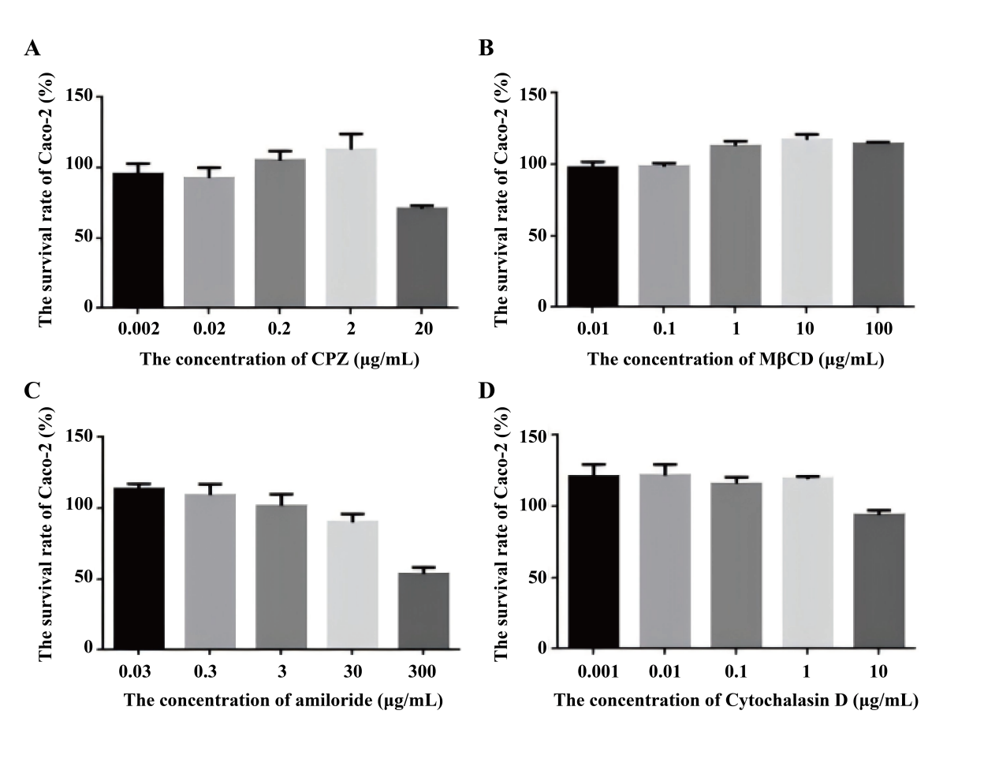 A
The survival rate of Caco-2 (%)
150
100
50
0
0.002 0.02 0.2 2 20
The concentration of CPZ (μg/mL)
B
The survival rate of Caco-2 (%)
150
100
50
0
0.01 0.1 1 10 100
The concentration of MβCD (μg/mL)
C
The survival rate of Caco-2 (%)
150
100
50
0
0.03 0.3 3 30 300
The concentration of amiloride (μg/mL)
D
The survival rate of Caco-2 (%)
150
100
50
0
0.001 0.01 0.1 1 10
The concentration of Cytochalasin D (μg/mL)